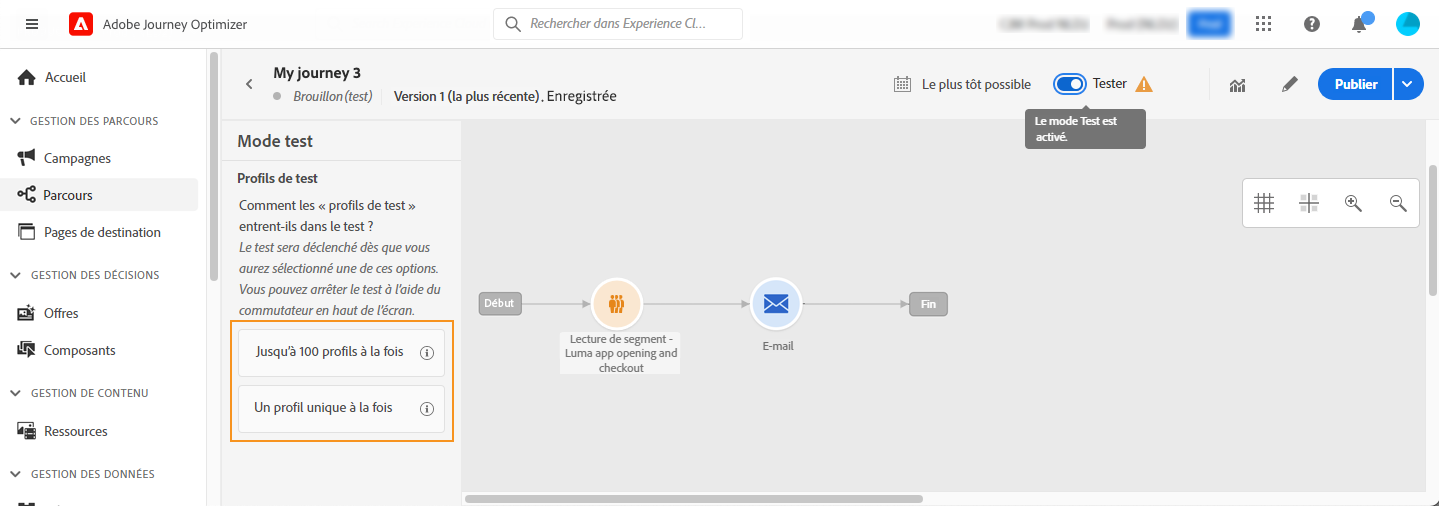 Adobe Journey Optimizer
Rechercher dans Experience Cl...
Accueil
GESTION DES PARCOURS
Campagnes
Parcours
Pages de destination
GESTION DES DÉCISIONS
Offres
Composants
GESTION DE CONTENU
Ressources
GESTION DES DONNÉES
My journey 3
Brouillon (test)
Version 1 (la plus récente), Enregistrée
Le plus tôt possible
Tester
Publier
Le mode Test est
activé.
Mode test
Profils de test
Comment les « profils de test »
entrent-ils dans le test ?
Le test sera déclenché dès que vous
aurez sélectionné une de ces options.
Vous pouvez arrêter le test à l'aide du
commutateur en haut de l'écran.
Jusqu'à 100 profils à la fois
Un profil unique à la fois
Début
Lecture de segment -
Luma app opening and
checkout
E-mail
Fin